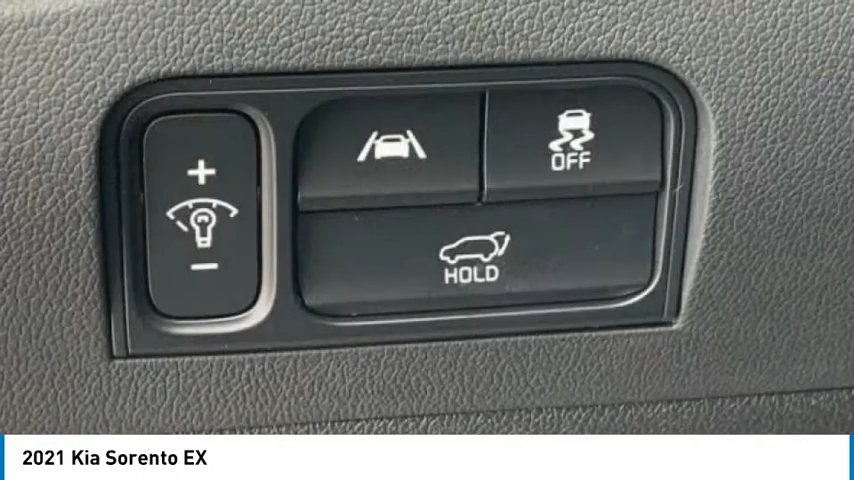 +
OFF
HOLD
−
2021 Kia Sorento EX